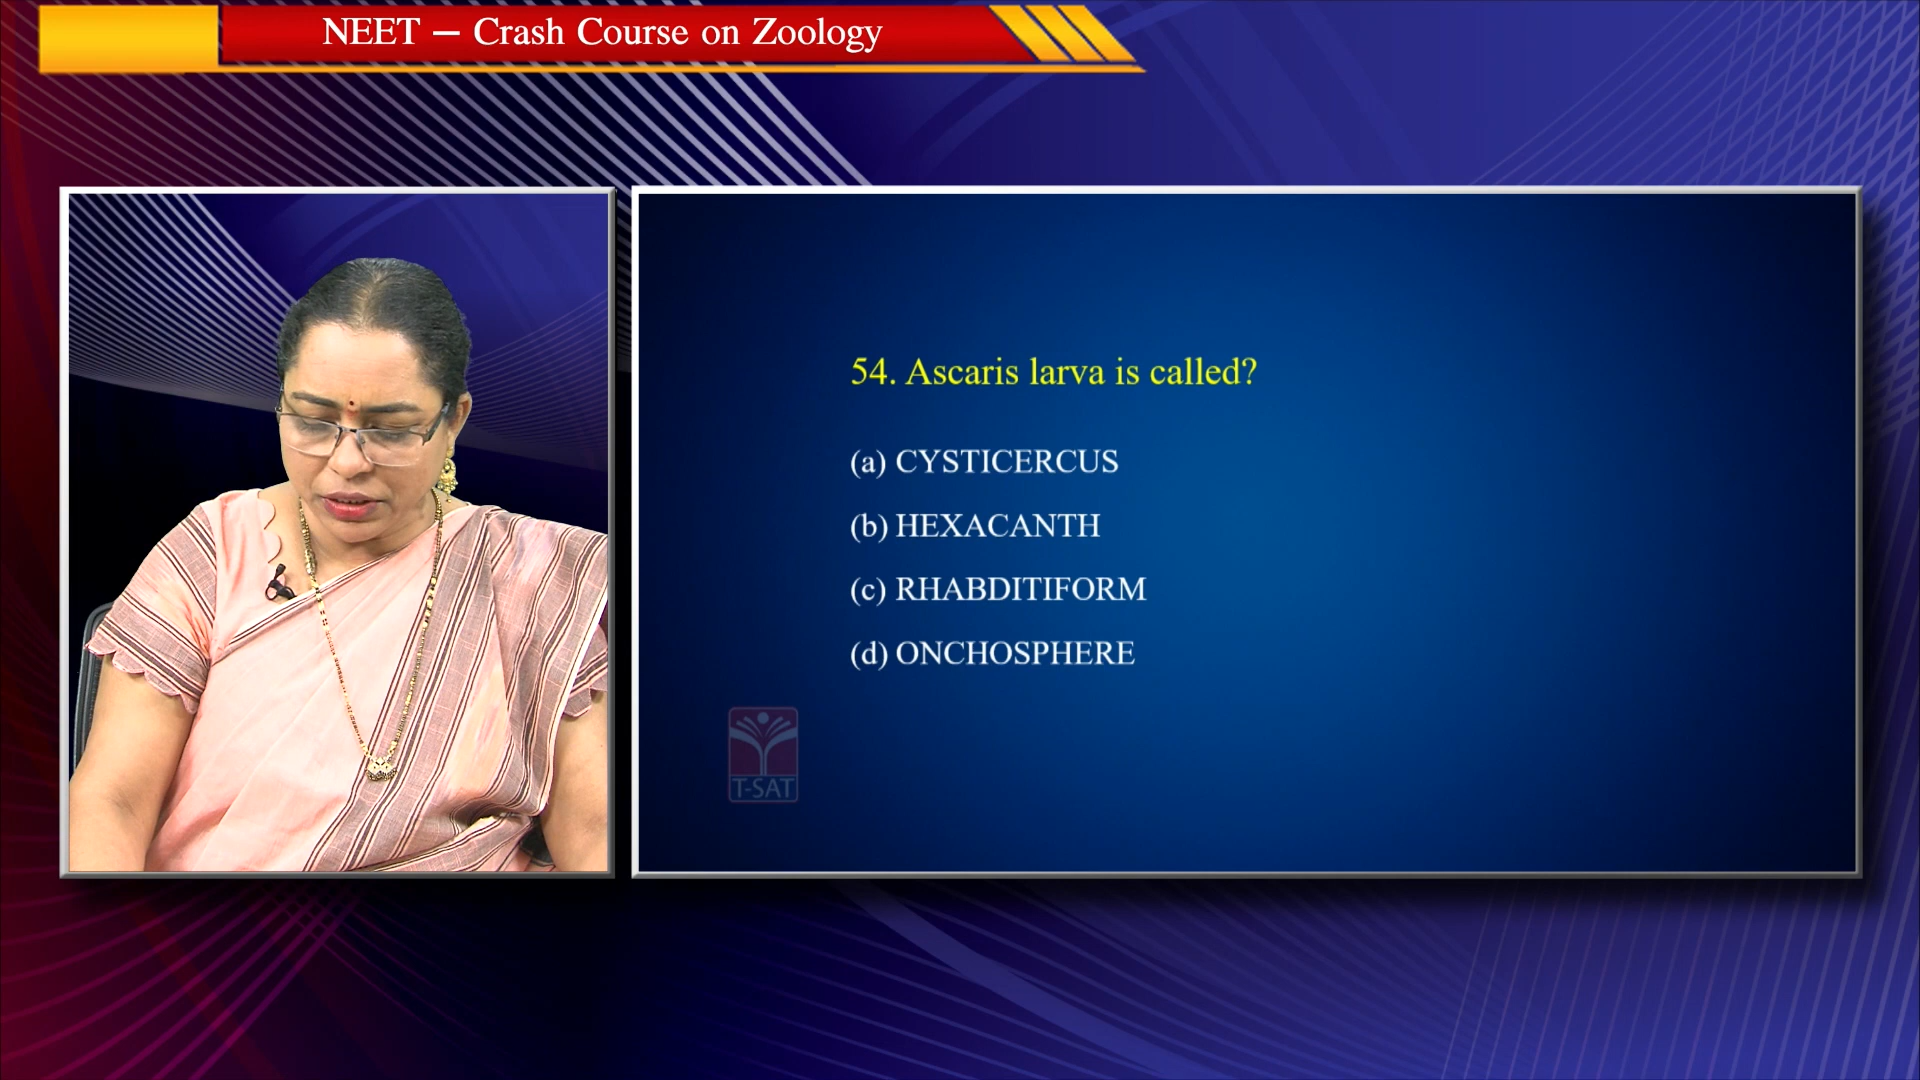 NEET – Crash Course on Zoology
54. Ascaris larva is called?
(a) CYSTICERCUS
(b) HEXACANTH
(c) RHABDITIFORM
(d) ONCHOSPHERE
T-SAT